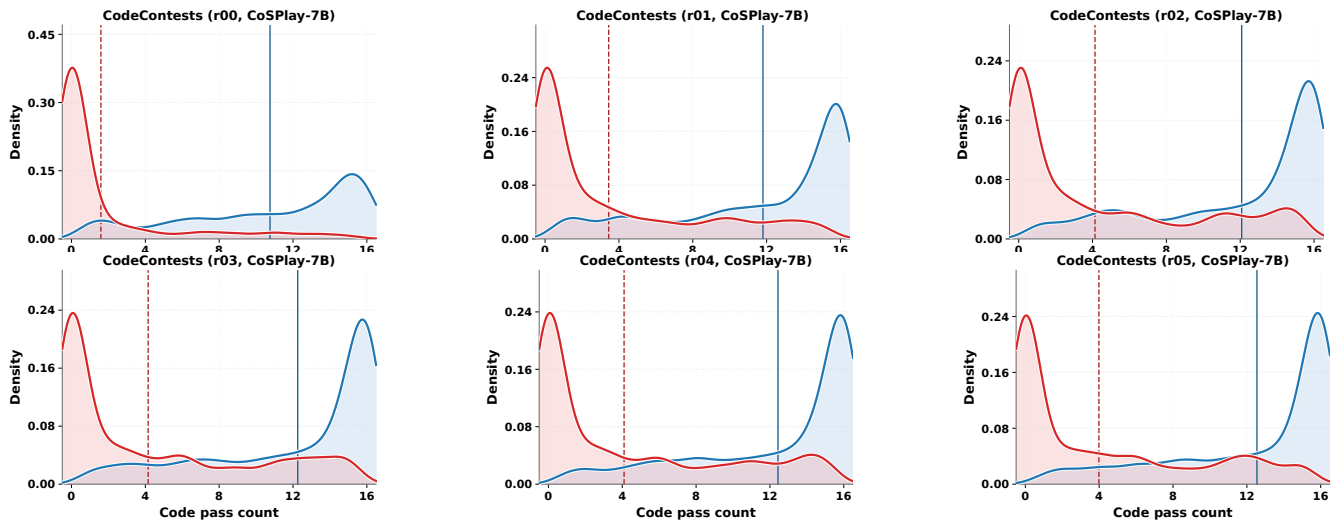 CodeContests (r00, CoSPlay-7B)
Density
0.45
0.30
0.15
0.00
0 4 8 12 16
CodeContests (r01, CoSPlay-7B)
Density
0.24
0.16
0.08
0.00
0 4 8 12 16
CodeContests (r02, CoSPlay-7B)
Density
0.24
0.16
0.08
0.00
0 4 8 12 16
CodeContests (r03, CoSPlay-7B)
Density
0.24
0.16
0.08
0.00
0 4 8 12 16
Code pass count
CodeContests (r04, CoSPlay-7B)
Density
0.24
0.16
0.08
0.00
0 4 8 12 16
Code pass count
CodeContests (r05, CoSPlay-7B)
Density
0.24
0.16
0.08
0.00
0 4 8 12 16
Code pass count